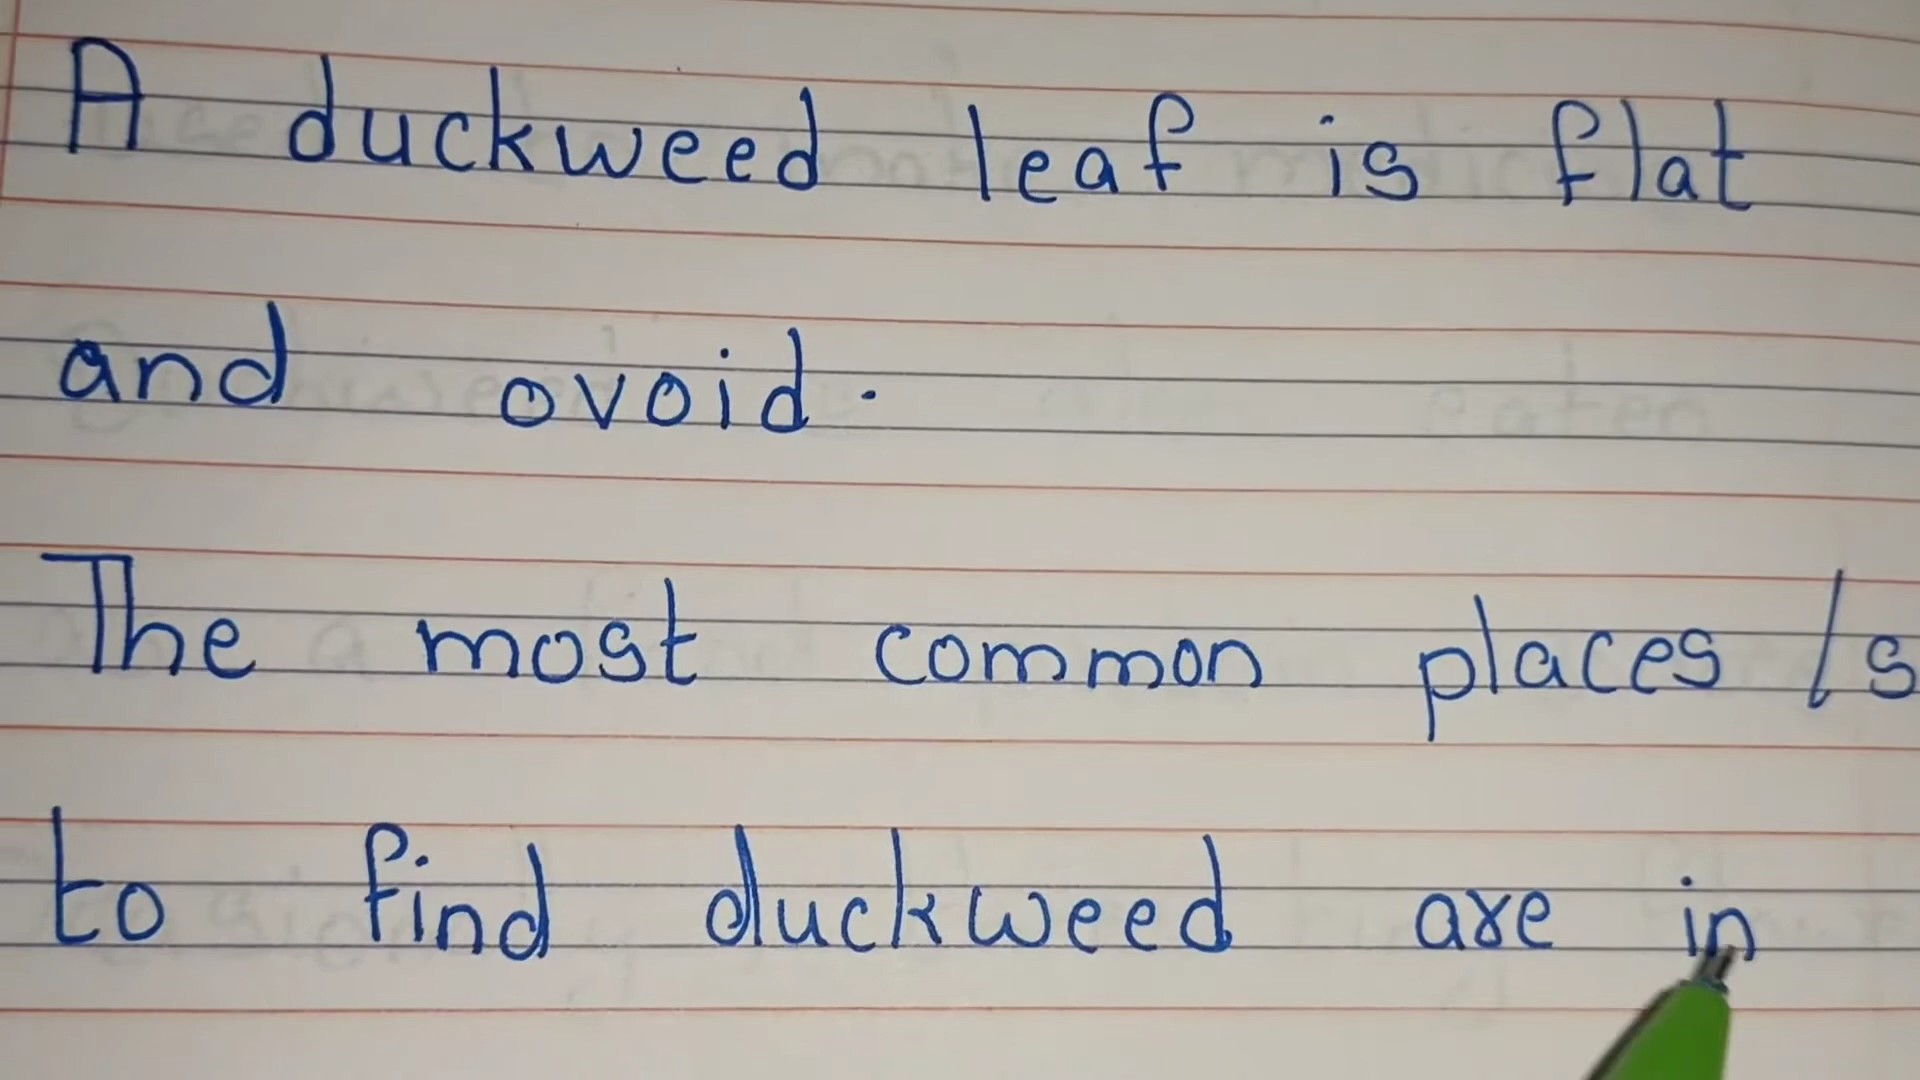 A duckweed leaf is flat
and ovoid.
The most common places /s
to find duckweed are in